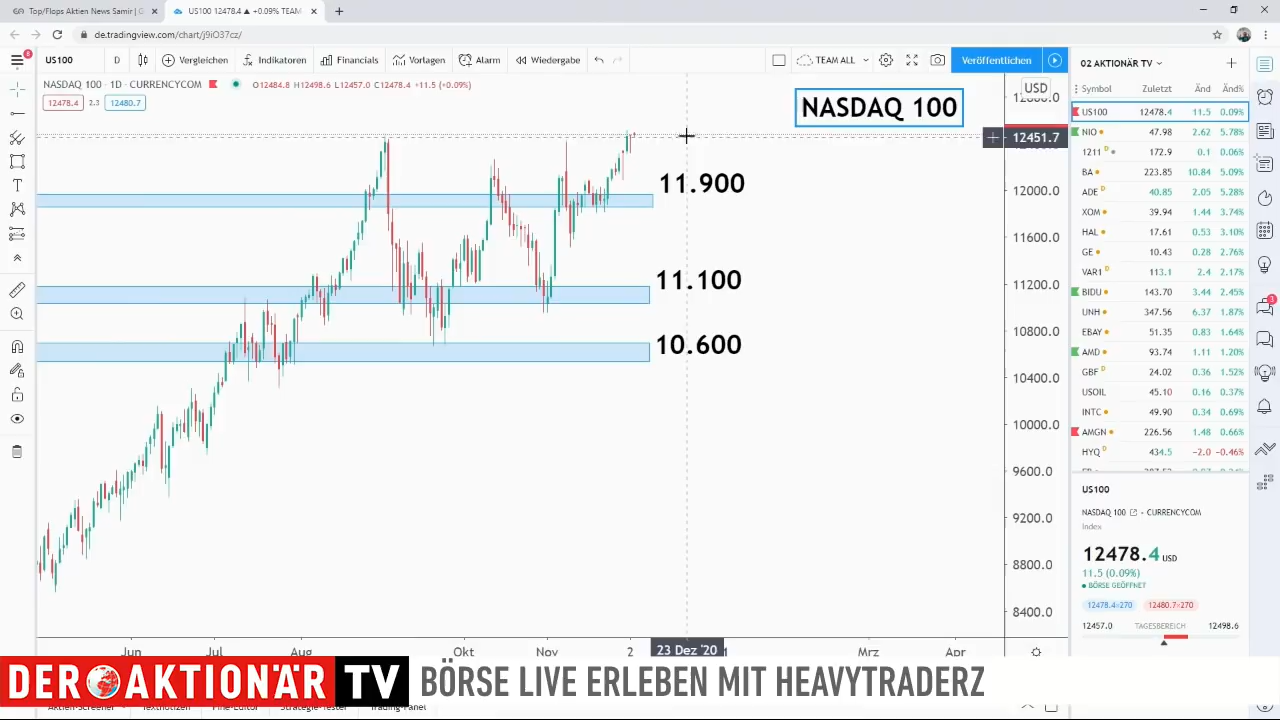 Top/Flops Aktien News Samir | G
US100 12478.4 ▲ +0.09% TEAM
de.tradingview.com/chart/j9iO37cz/
US100
D
Vergleichen
Indikatoren
Financials
Vorlagen
Alarm
Wiedergabe
TEAM ALL
Veröffentlichen
02 AKTIONÄR TV
NASDAQ 100 · 1D · CURRENCYCOM
O12484.8 H12498.6 L12457.0 C12478.4 +11.5 (+0.09%)
12478.4
2.3
12480.7
USD
NASDAQ 100
12451.7
12000.0
11600.0
11200.0
10800.0
10400.0
10000.0
9600.0
9200.0
8800.0
8400.0
11.900
11.100
10.600
Symbol Zuletzt Änd Änd%
US100 12478.4 11.5 0.09%
NIO 47.98 2.62 5.78%
1211 D 172.9 0.1 0.06%
BA 223.85 10.84 5.09%
ADE D 40.85 2.05 5.28%
XOM 39.94 1.44 3.74%
HAL 17.61 0.53 3.10%
GE 10.43 0.28 2.76%
VAR1 D 113.1 2.4 2.17%
BIDU 143.70 3.44 2.45%
UNH 347.56 6.37 1.87%
EBAY 51.35 0.83 1.64%
AMD 93.74 1.11 1.20%
GBF D 24.02 0.36 1.52%
USOIL 45.10 0.16 0.37%
INTC 49.90 0.34 0.69%
AMGN 226.56 1.48 0.66%
HYQ D 434.5 −2.0 −0.46%
US100
NASDAQ 100 · CURRENCYCOM
Index
12478.4 USD
11.5 (0.09%)
BÖRSE GEÖFFNET
12478.4×270
12480.7×270
12457.0 TAGESBEREICH 12498.6
Jun Jul Aug Okt Nov 2 23 Dez '20 Mrz Apr
DER AKTIONÄR TV
BÖRSE LIVE ERLEBEN MIT HEAVYTRADERZ